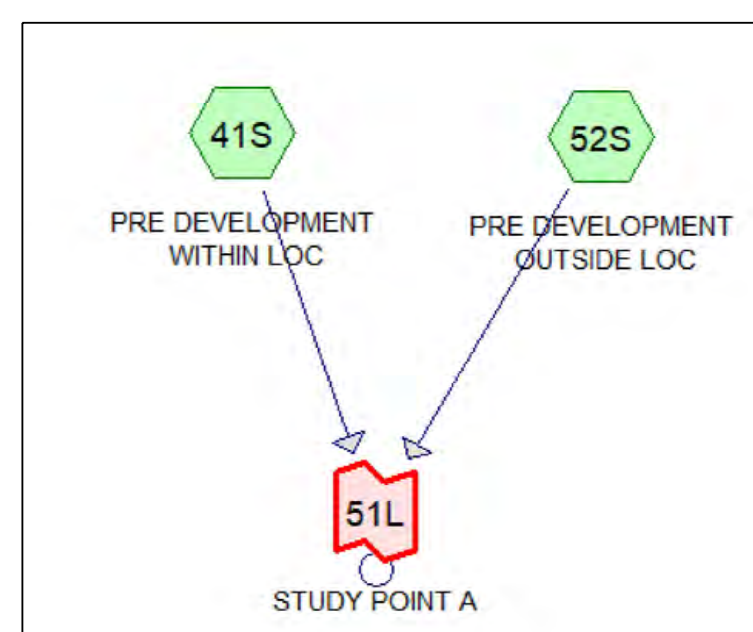 41S
PRE DEVELOPMENT
WITHIN LOC
52S
PRE DEVELOPMENT
OUTSIDE LOC
51L
STUDY POINT A